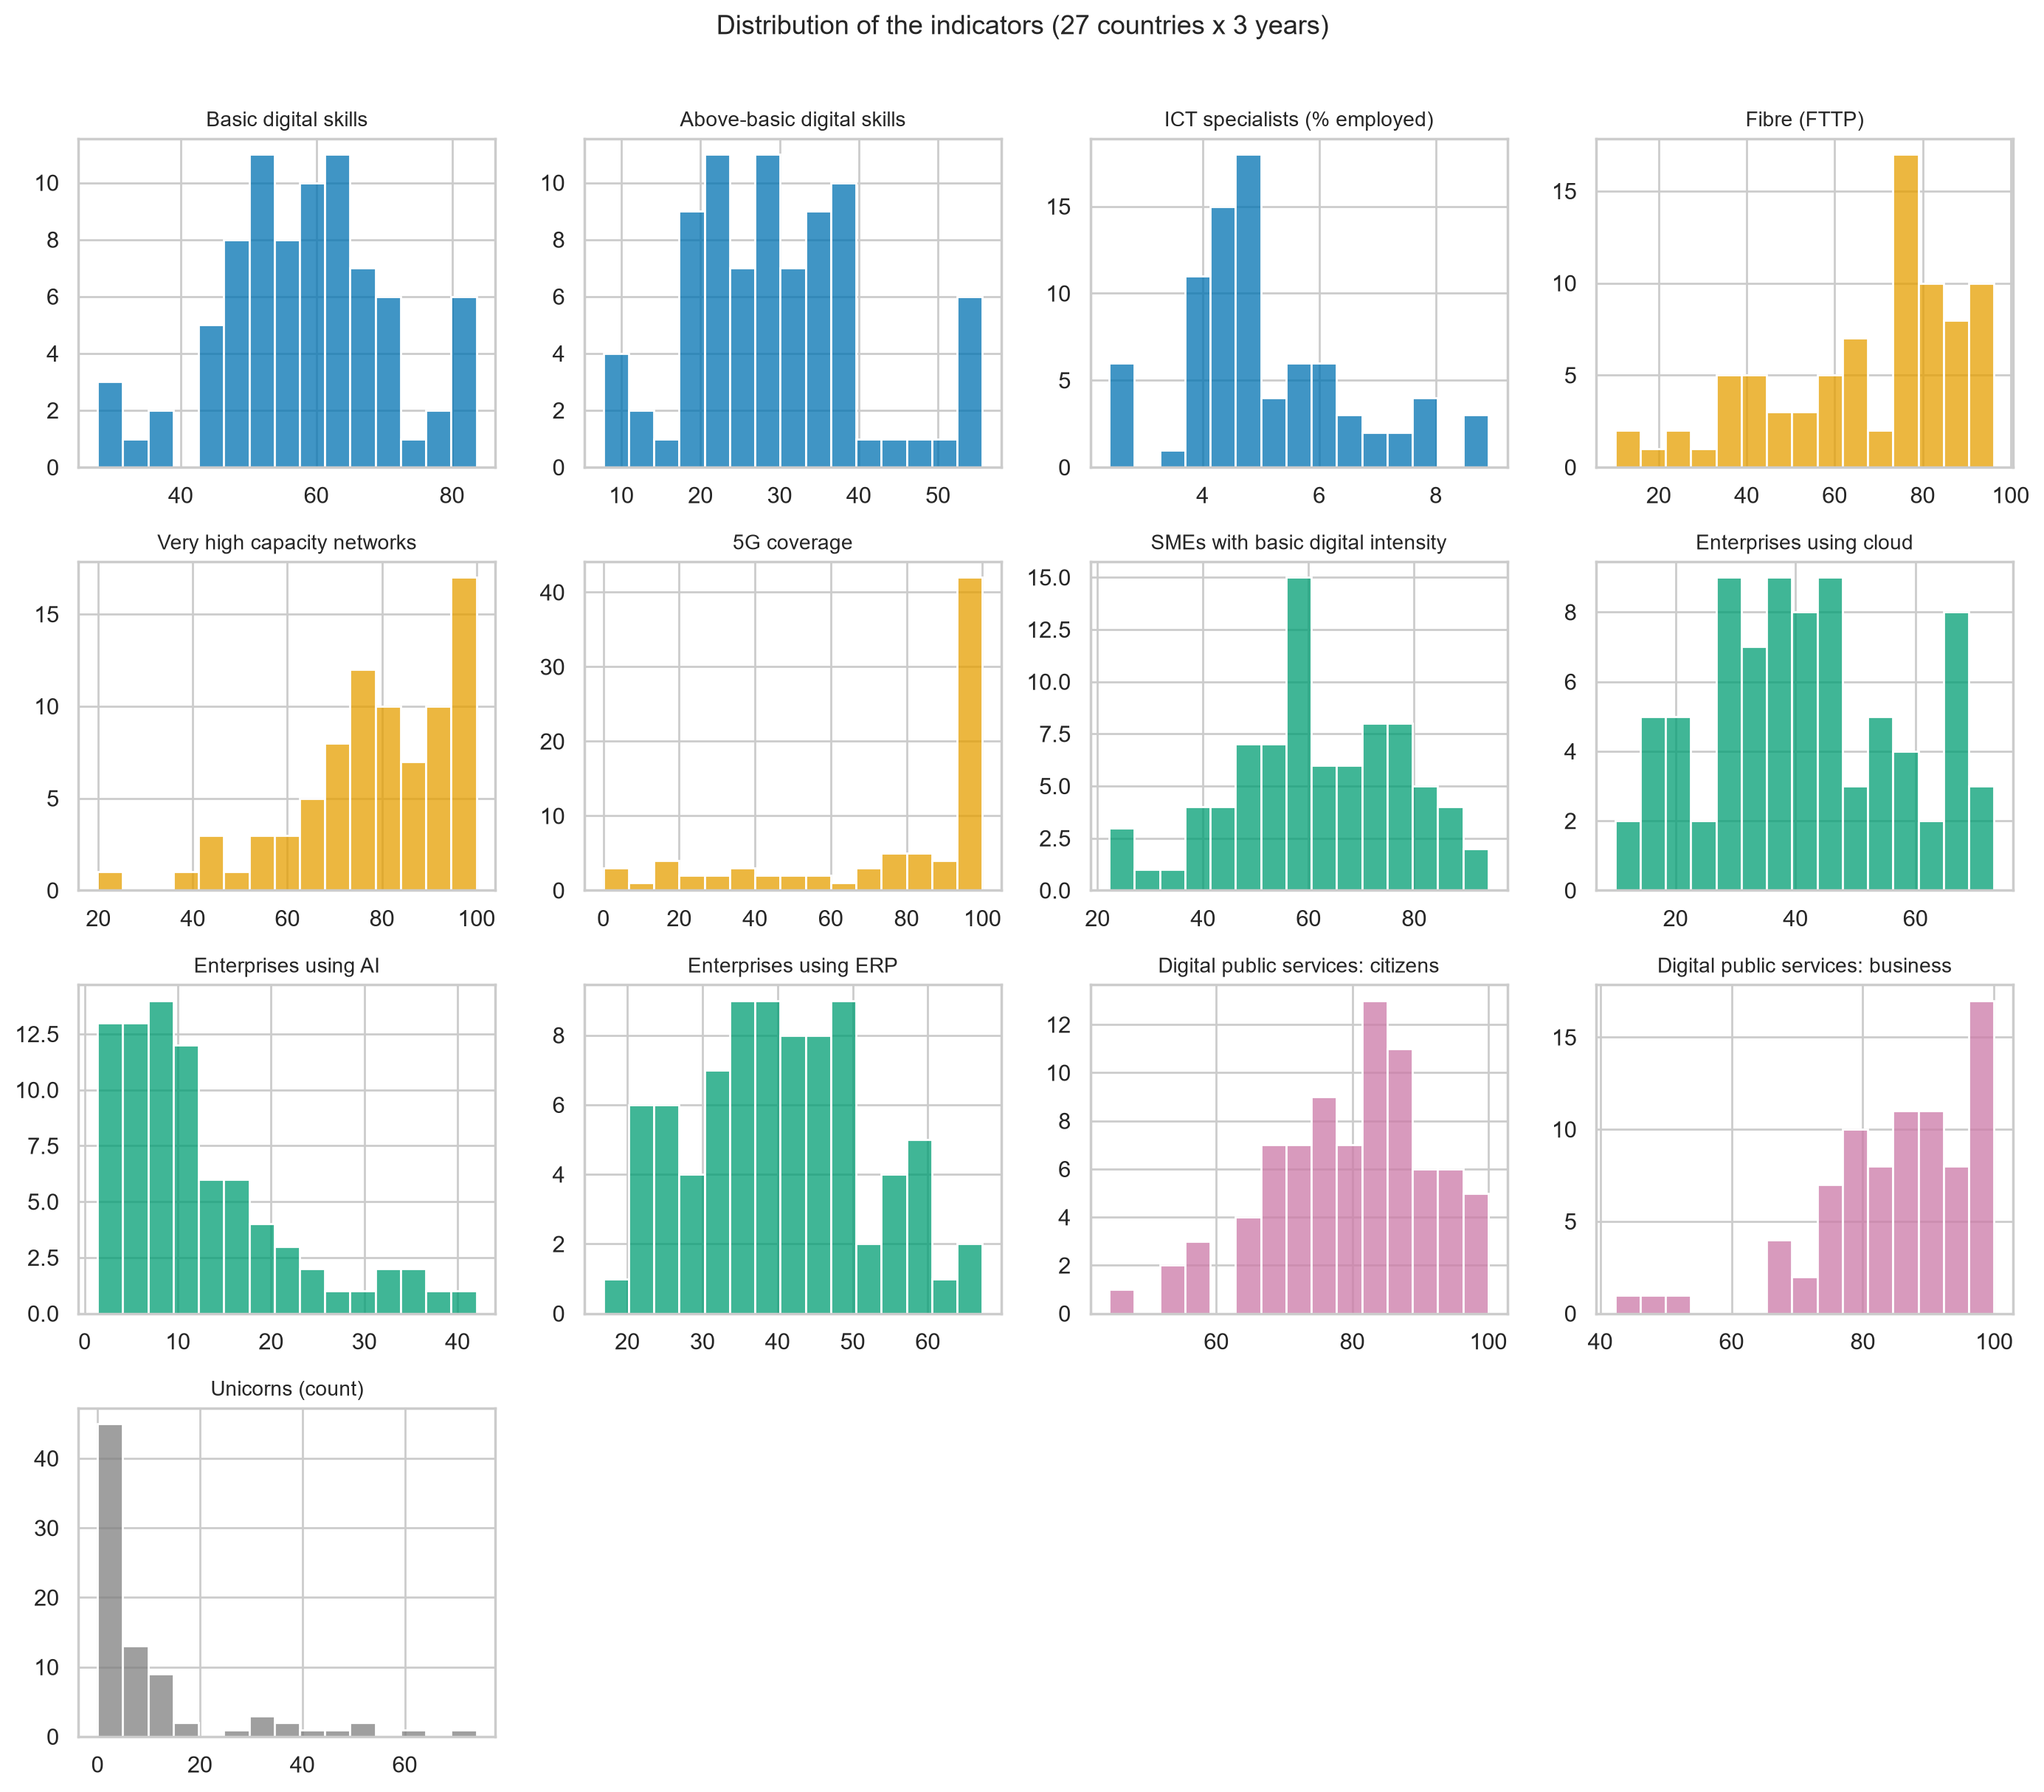 Distribution of the indicators (27 countries x 3 years)
Basic digital skills
10
8
6
4
2
0
40 60 80
Above-basic digital skills
10
8
6
4
2
0
10 20 30 40 50
ICT specialists (% employed)
15
10
5
0
4 6 8
Fibre (FTTP)
15
10
5
0
20 40 60 80 100
Very high capacity networks
15
10
5
0
20 40 60 80 100
5G coverage
40
30
20
10
0
0 20 40 60 80 100
SMEs with basic digital intensity
15.0
12.5
10.0
7.5
5.0
2.5
0.0
20 40 60 80
Enterprises using cloud
8
6
4
2
0
20 40 60
Enterprises using AI
12.5
10.0
7.5
5.0
2.5
0.0
0 10 20 30 40
Enterprises using ERP
8
6
4
2
0
20 30 40 50 60
Digital public services: citizens
12
10
8
6
4
2
0
60 80 100
Digital public services: business
15
10
5
0
40 60 80 100
Unicorns (count)
40
30
20
10
0
0 20 40 60